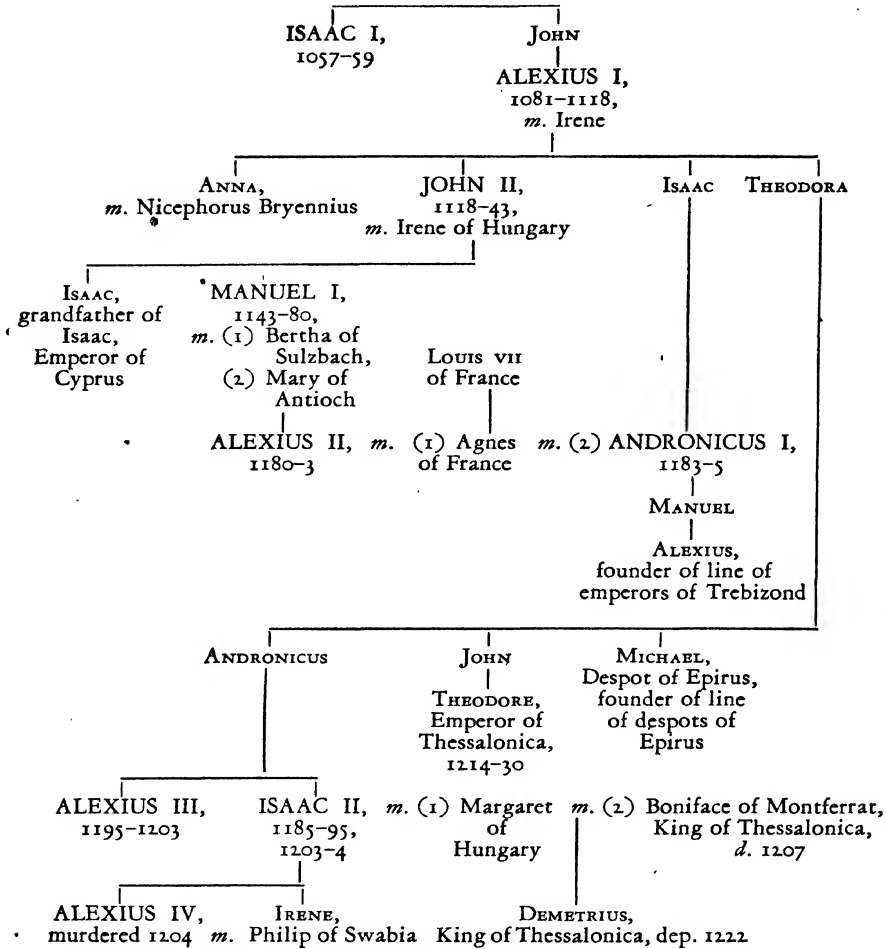 ISAAC I,
1057–59
John
ALEXIUS I,
1081–1118,
m. Irene
Anna,
m. Nicephorus Bryennius
JOHN II,
1118–43,
m. Irene of Hungary
Isaac
Theodora
Isaac,
grandfather of
Isaac,
Emperor of
Cyprus
MANUEL I,
1143–80,
m. (1) Bertha of
Sulzbach,
(2) Mary of
Antioch
Louis VII
of France
ALEXIUS II, m. (1) Agnes m. (2) ANDRONICUS I,
1180–3 of France 1183–5
Manuel
Alexius,
founder of line of
emperors of Trebizond
Andronicus
John
Theodore,
Emperor of
Thessalonica,
1214–30
Michael,
Despot of Epirus,
founder of line
of despots of
Epirus
ALEXIUS III,
1195–1203
ISAAC II, m. (1) Margaret m. (2) Boniface of Montferrat,
1185–95, of King of Thessalonica,
1203–4 Hungary d. 1207
ALEXIUS IV, Irene, Demetrius,
murdered 1204 m. Philip of Swabia King of Thessalonica, dep. 1222